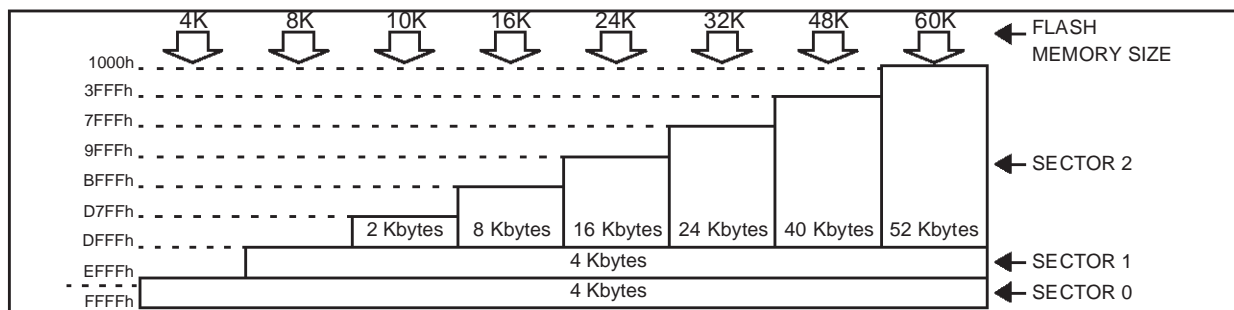 4K 8K 10K 16K 24K 32K 48K 60K
FLASH
MEMORY SIZE
1000h
3FFFh
7FFFh
9FFFh
SECTOR 2
BFFFh
D7FFh
2 Kbytes 8 Kbytes 16 Kbytes 24 Kbytes 40 Kbytes 52 Kbytes
DFFFh
4 Kbytes SECTOR 1
EFFFh
4 Kbytes SECTOR 0
FFFFh